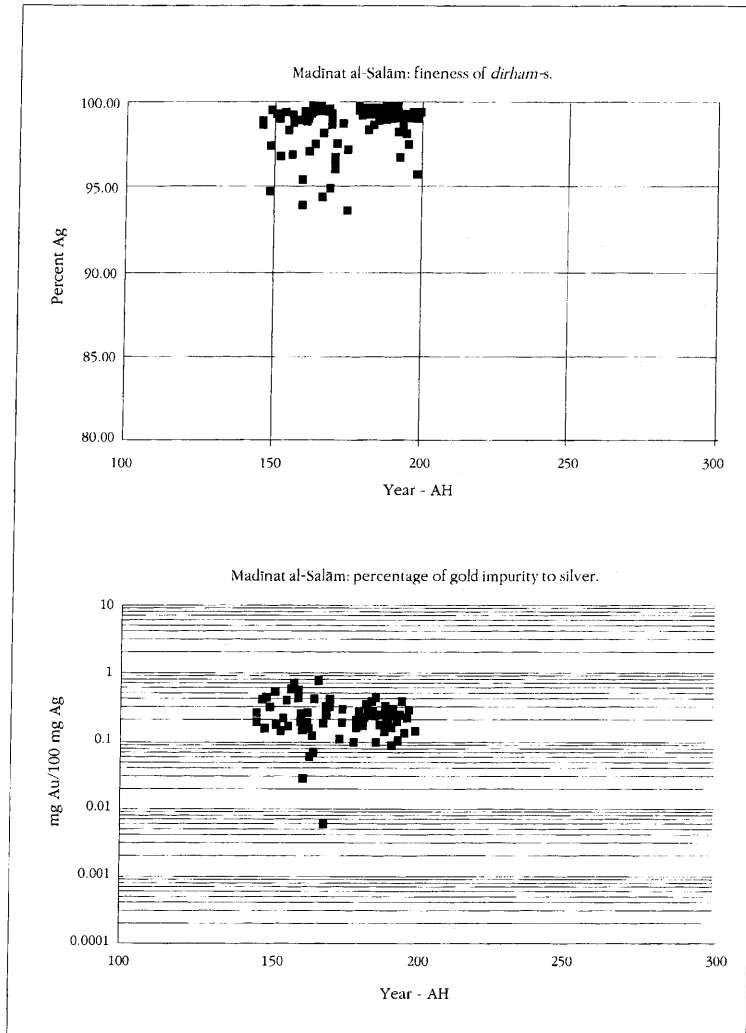 Madīnat al-Salām: fineness of dirham-s.
100.00
95.00
90.00
85.00
80.00
Percent Ag
100 150 200 250 300
Year - AH
Madīnat al-Salām: percentage of gold impurity to silver.
10
1
0.1
0.01
0.001
0.0001
mg Au/100 mg Ag
100 150 200 250 300
Year - AH